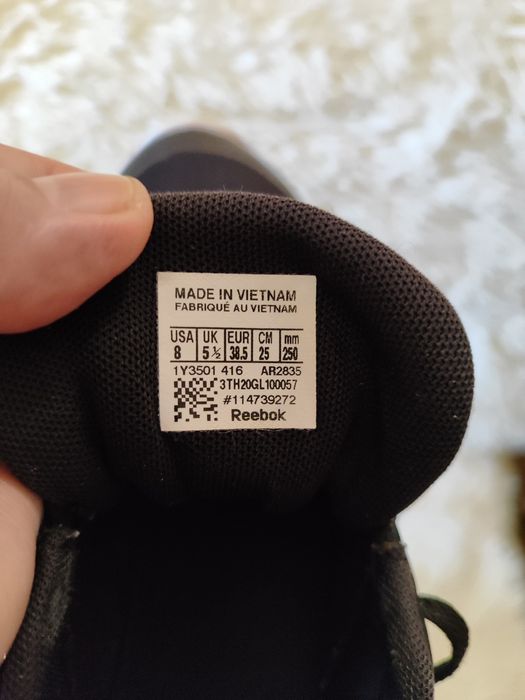 MADE IN VIETNAM
FABRIQUÉ AU VIETNAM
USA UK EUR CM mm
8 5½ 38.5 25 250
1Y3501 416 AR2835
3TH20GL100057
#114739272
Reebok